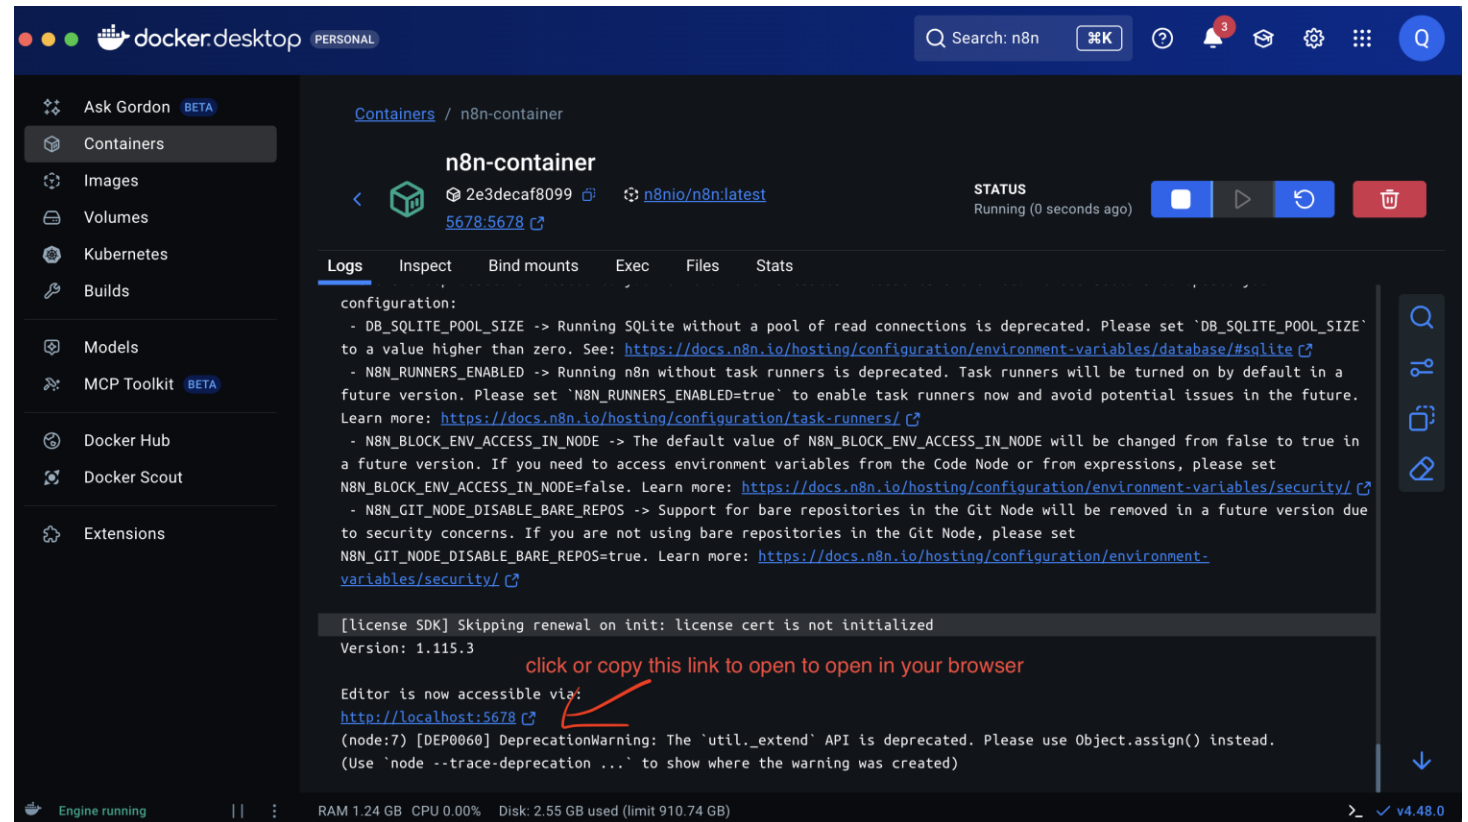 docker.desktop PERSONAL
Search: n8n ⌘K
3
Q
Ask Gordon BETA
Containers
Images
Volumes
Kubernetes
Builds
Models
MCP Toolkit BETA
Docker Hub
Docker Scout
Extensions
Containers / n8n-container
n8n-container
2e3decaf8099 n8nio/n8n:latest
5678:5678
STATUS
Running (0 seconds ago)
Logs Inspect Bind mounts Exec Files Stats
configuration:
- DB_SQLITE_POOL_SIZE -> Running SQLite without a pool of read connections is deprecated. Please set `DB_SQLITE_POOL_SIZE`
to a value higher than zero. See: https://docs.n8n.io/hosting/configuration/environment-variables/database/#sqlite
- N8N_RUNNERS_ENABLED -> Running n8n without task runners is deprecated. Task runners will be turned on by default in a
future version. Please set `N8N_RUNNERS_ENABLED=true` to enable task runners now and avoid potential issues in the future.
Learn more: https://docs.n8n.io/hosting/configuration/task-runners/
- N8N_BLOCK_ENV_ACCESS_IN_NODE -> The default value of N8N_BLOCK_ENV_ACCESS_IN_NODE will be changed from false to true in
a future version. If you need to access environment variables from the Code Node or from expressions, please set
N8N_BLOCK_ENV_ACCESS_IN_NODE=false. Learn more: https://docs.n8n.io/hosting/configuration/environment-variables/security/
- N8N_GIT_NODE_DISABLE_BARE_REPOS -> Support for bare repositories in the Git Node will be removed in a future version due
to security concerns. If you are not using bare repositories in the Git Node, please set
N8N_GIT_NODE_DISABLE_BARE_REPOS=true. Learn more: https://docs.n8n.io/hosting/configuration/environment-
variables/security/
[license SDK] Skipping renewal on init: license cert is not initialized
Version: 1.115.3
click or copy this link to open to open in your browser
Editor is now accessible via:
http://localhost:5678
(node:7) [DEP0060] DeprecationWarning: The `util._extend` API is deprecated. Please use Object.assign() instead.
(Use `node --trace-deprecation ...` to show where the warning was created)
Engine running
RAM 1.24 GB CPU 0.00% Disk: 2.55 GB used (limit 910.74 GB)
v4.48.0